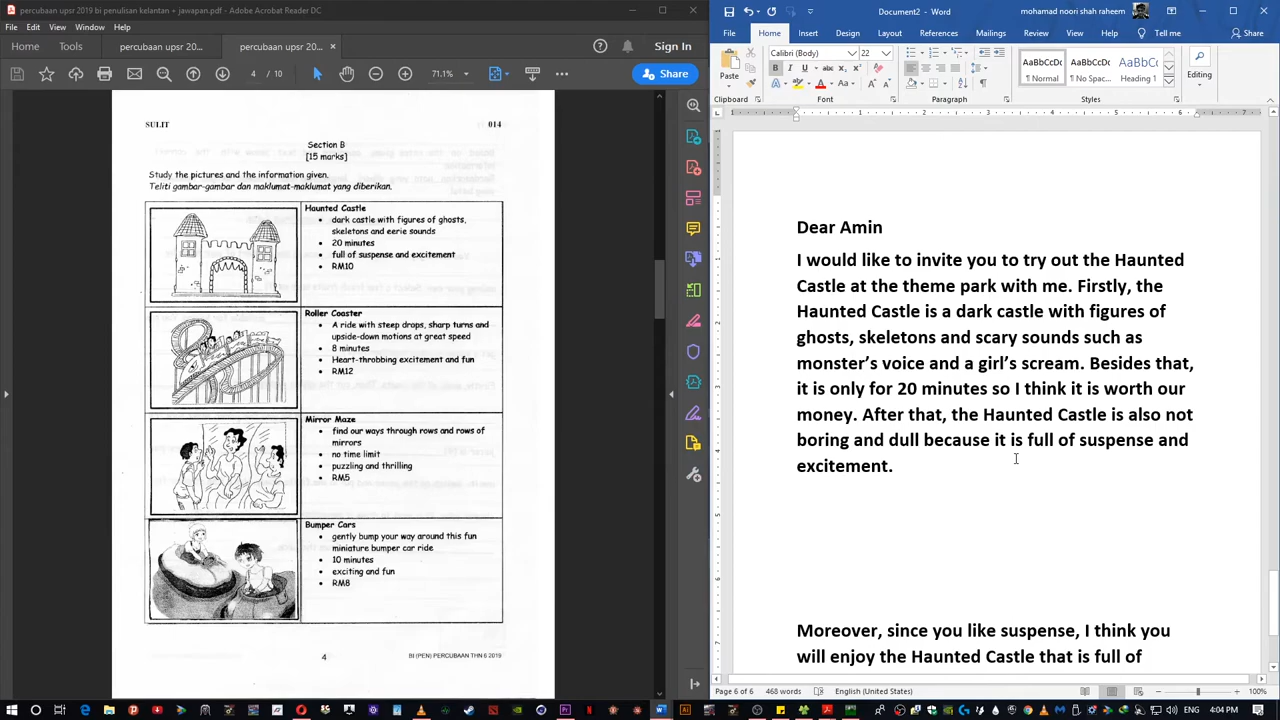 percubaan upsr 2019 bi penulisan kelantan + jawapan.pdf - Adobe Acrobat Reader DC
File Edit View Window Help
Home
percubaan upsr 20...
percubaan upsr 20...
Sign In
/ 10
71.1%
Share
SULIT
014
Section B
[15 marks]
Study the pictures and the information given.
Teliti gambar-gambar dan maklumat-maklumat yang diberikan.
Haunted Castle
• dark castle with figures of ghosts,
skeletons and eerie sounds
• 20 minutes
• full of suspense and excitement
• RM10
Roller Coaster
• A ride with steep drops, sharp turns and
upside-down motions at great speed
• 8 minutes
• Heart-throbbing excitement and fun
• RM12
Mirror Maze
• find our ways through rows and rows of
mirrors
• no time limit
• puzzling and thrilling
• RM5
Bumper Cars
• gently bump your way around this fun
miniature bumper car ride
• 10 minutes
• exciting and fun
• RM8
4
BI (PEN) PERCUBAAN THN 6 2019
mohamad nosh haresh
File Home Insert Design Layout References Mailings Review View Help Tell me Share
Paste
Calibri (Body) 22
AaBbCcDc AaBbCcDc AaBbC
¶ Normal ¶ No Spac... Heading 1
Editing
Clipboard Font Paragraph Styles
Dear Amin
I would like to invite you to try out the Haunted
Castle at the theme park with me. Firstly, the
Haunted Castle is a dark castle with figures of
ghosts, skeletons and scary sounds such as
monster’s voice and a girl’s scream. Besides that,
it is only for 20 minutes so I think it is worth our
money. After that, the Haunted Castle is also not
boring and dull because it is full of suspense and
excitement.
Moreover, since you like suspense, I think you
will enjoy the Haunted Castle that is full of
Page 6 of 6 468 words English (United States) 100%
4:04 PM